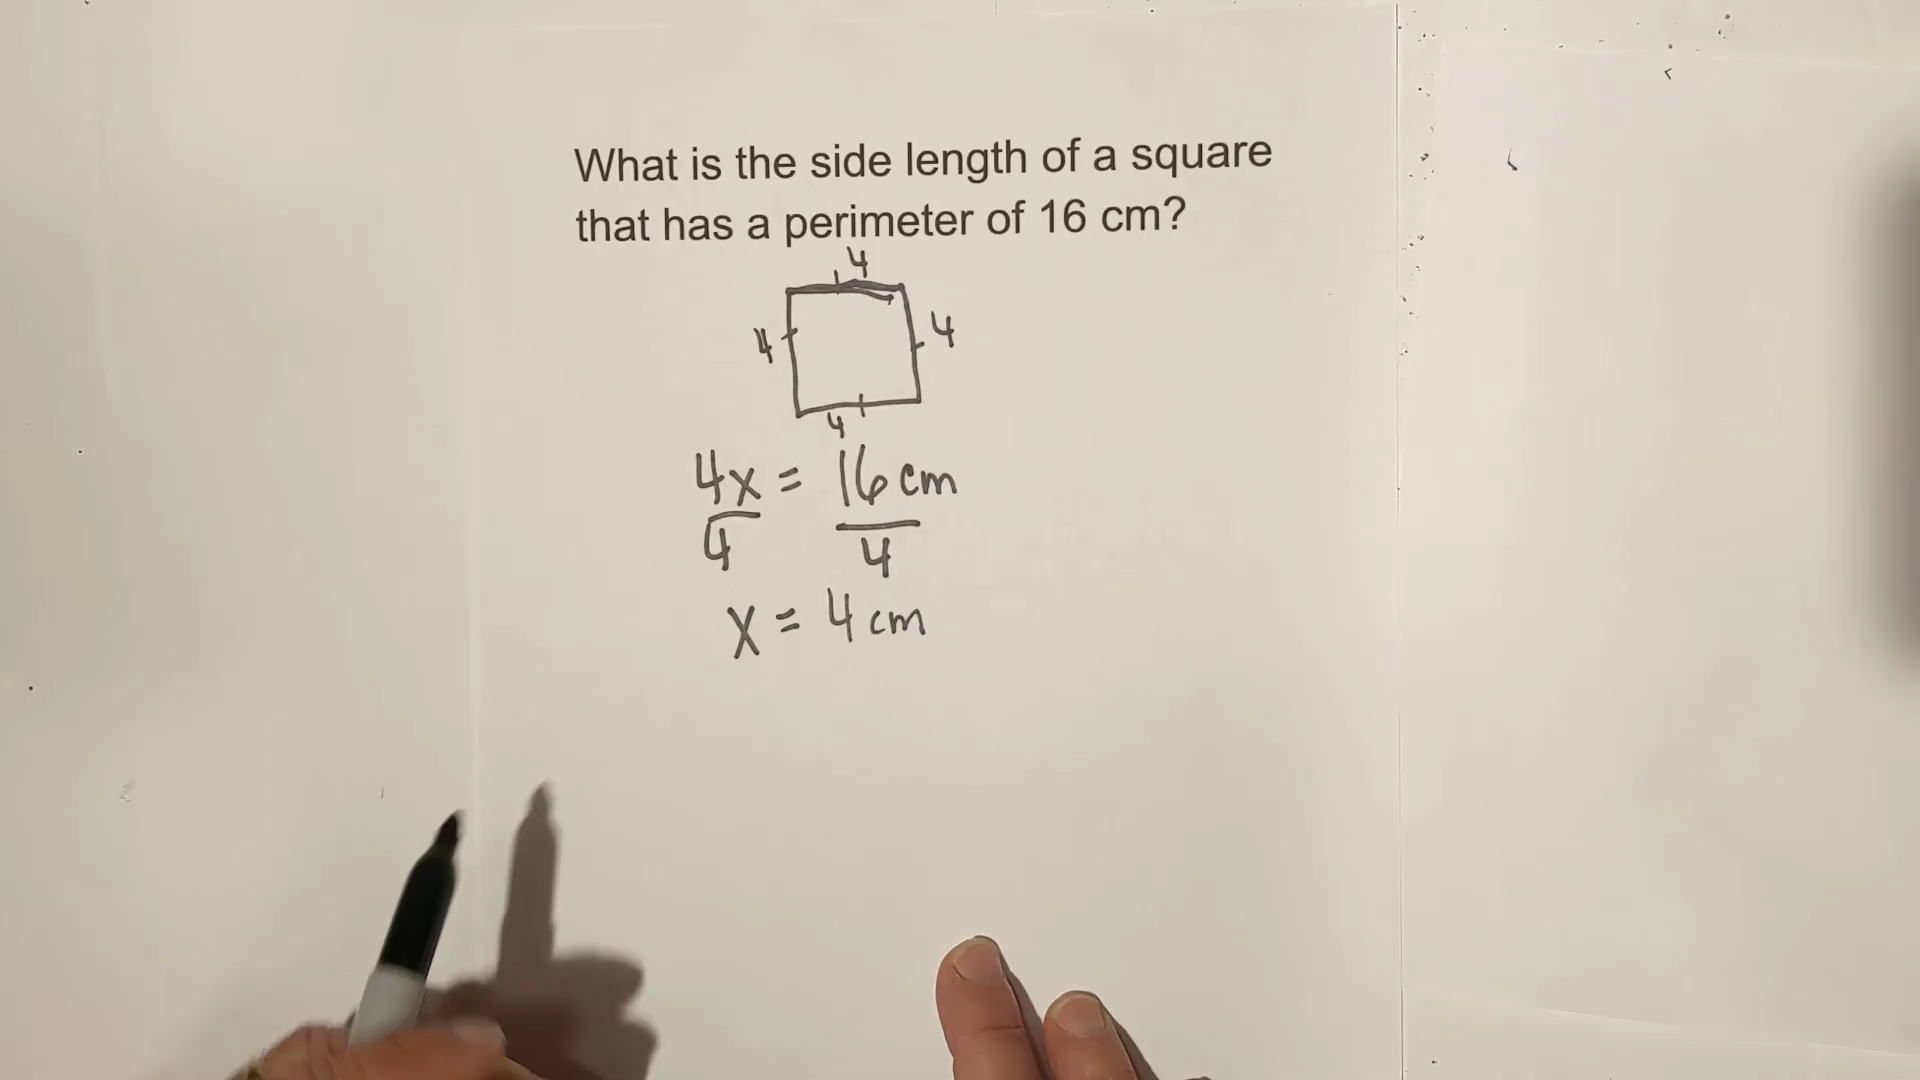 What is the side length of a square
that has a perimeter of 16 cm?
4
4 4
4
4x = 16 cm
4 4
x = 4 cm